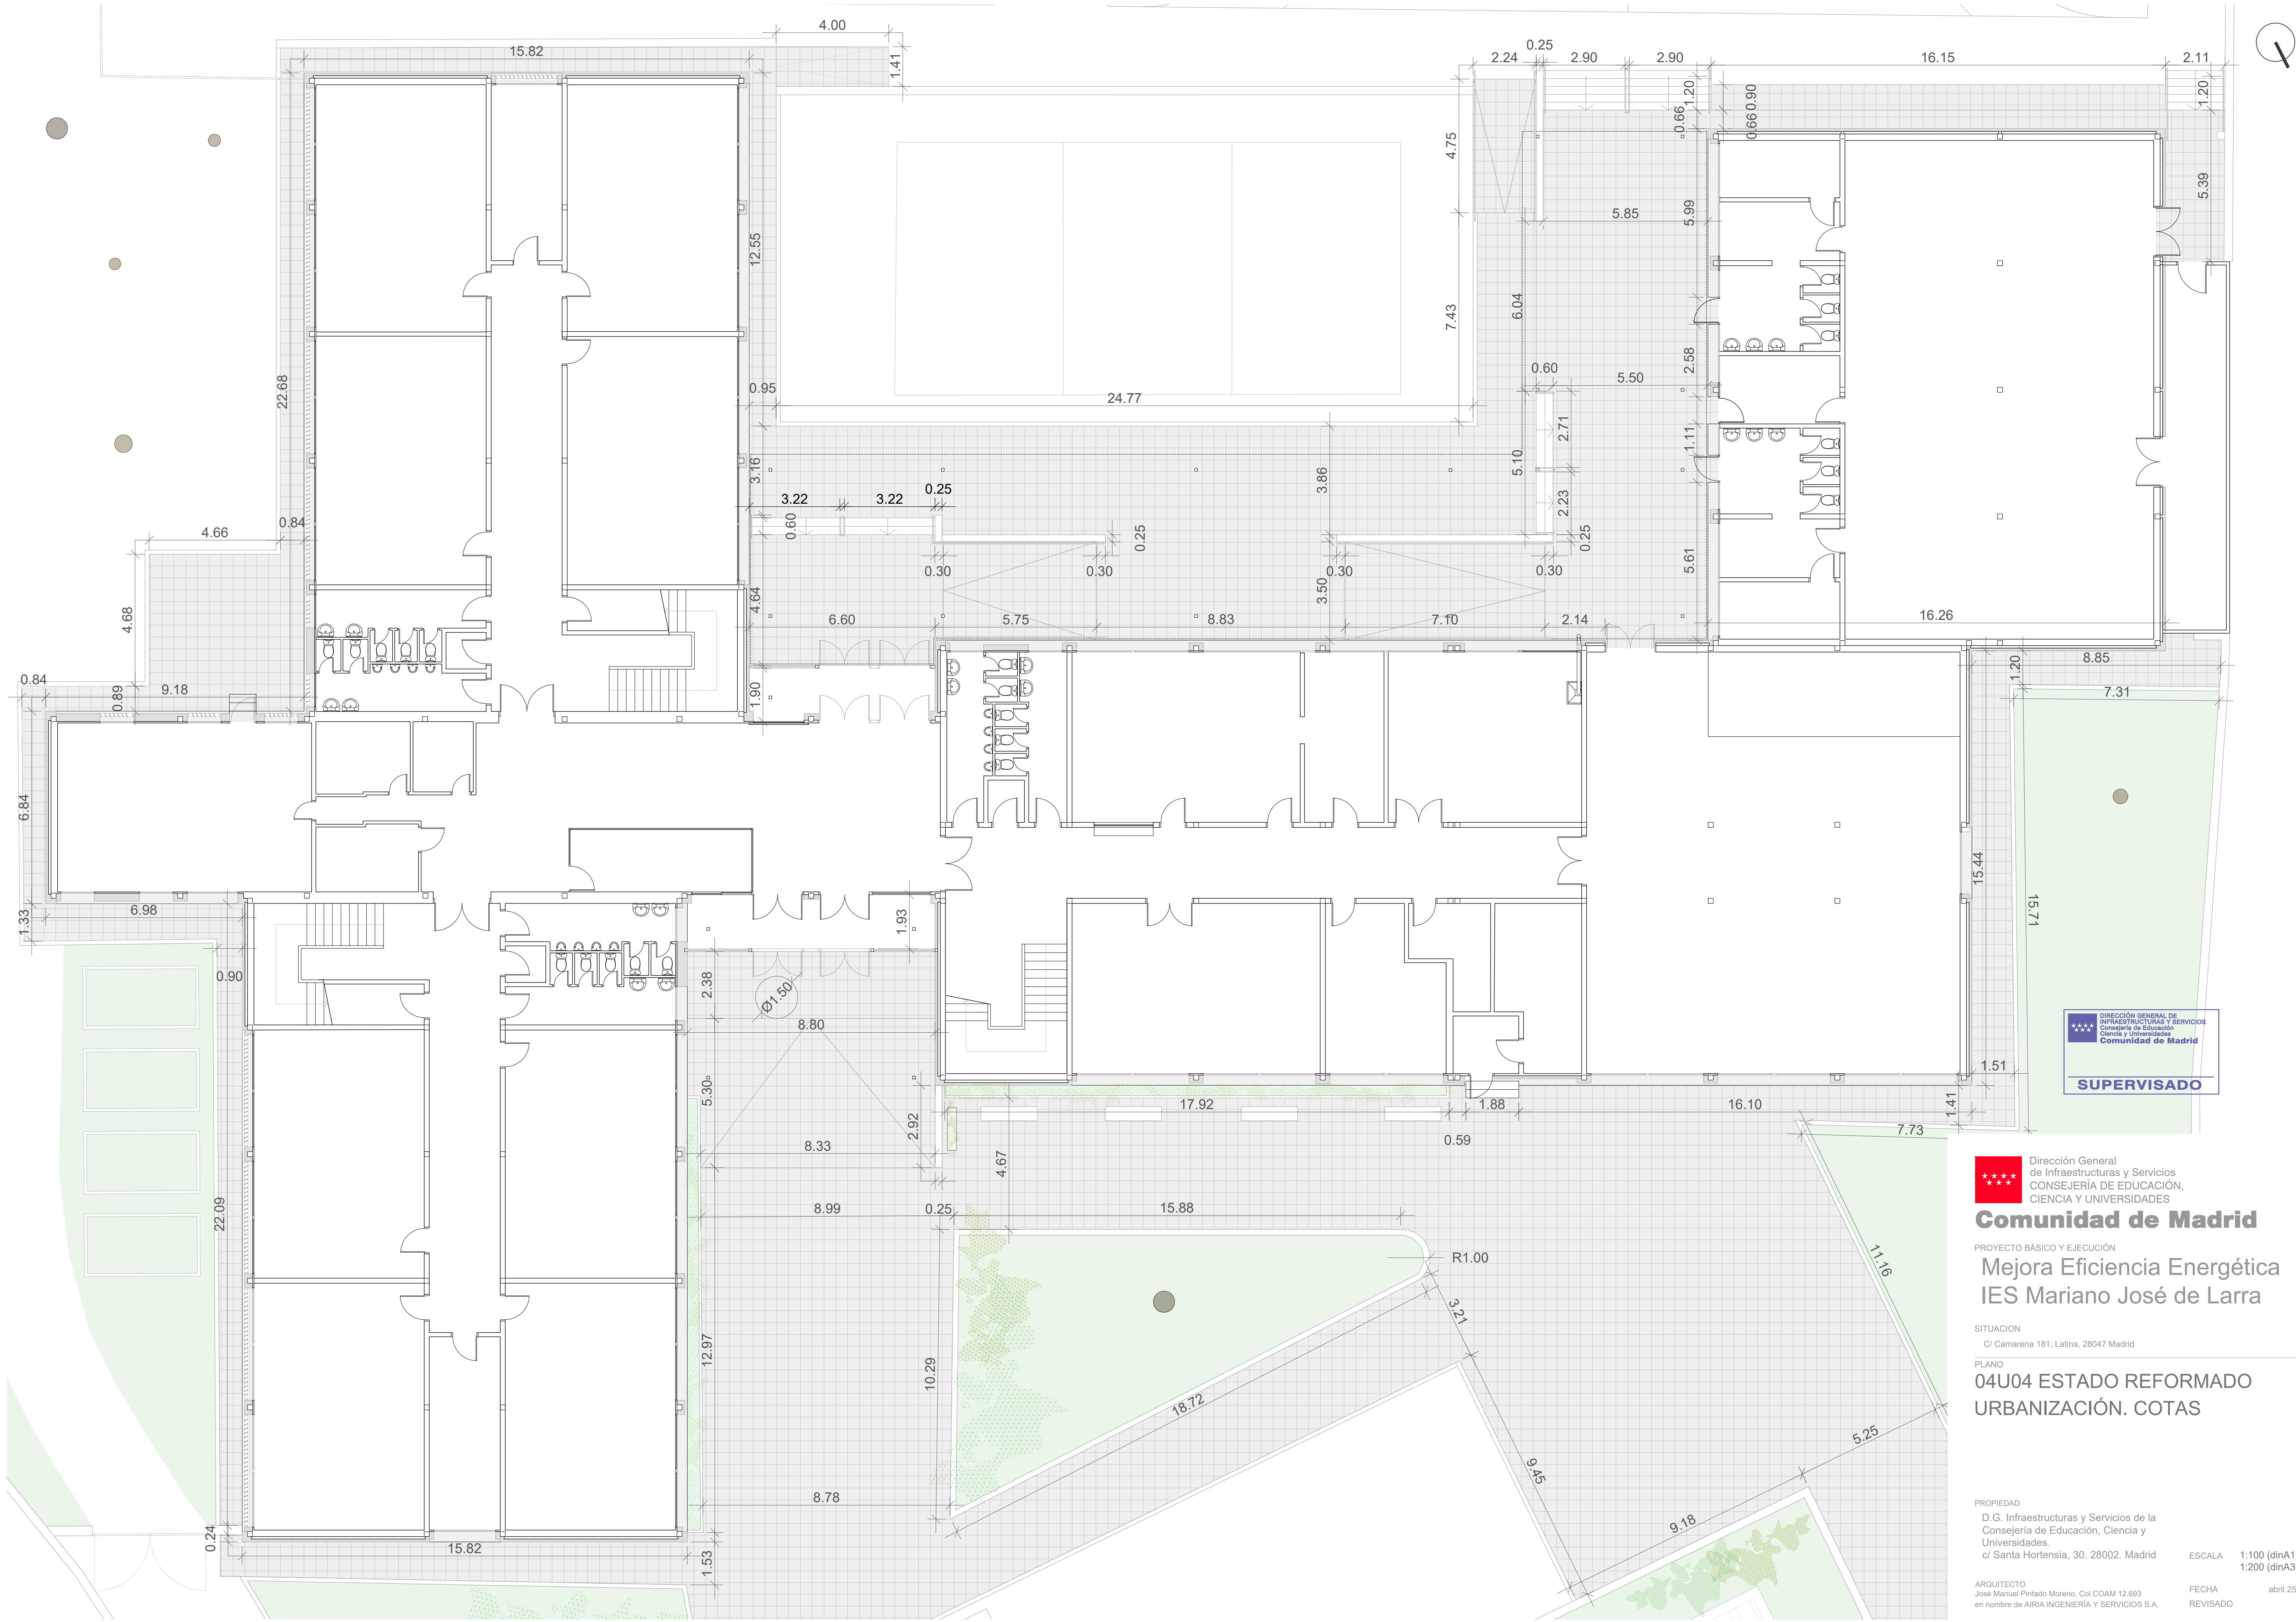 4.00
15.82
1.41
2.24
0.25
2.90
2.90
16.15
2.11
1.20
0.90
1.20
0.66
0.66
4.75
5.39
5.85
5.99
12.55
6.04
7.43
22.68
0.95
24.77
0.60
5.50
2.58
2.71
1.11
3.16
5.10
3.86
3.22
3.22
0.25
2.23
0.84
4.66
0.60
0.25
0.25
5.61
0.30
0.30
0.30
0.30
3.50
4.68
4.64
6.60
5.75
8.83
7.10
2.14
16.26
8.85
1.20
0.84
0.89
9.18
1.90
7.31
6.84
15.44
15.71
6.98
1.33
1.93
0.90
2.38
Ø1.50
8.80
5.30
1.51
17.92
1.88
16.10
1.41
2.92
0.59
7.73
8.33
4.67
22.09
8.99
0.25
15.88
R1.00
11.16
3.21
12.97
10.29
18.72
5.25
9.45
8.78
9.18
0.24
15.82
1.53
DIRECCIÓN GENERAL DE
INFRAESTRUCTURAS Y SERVICIOS
Consejería de Educación
Ciencia y Universidades
Comunidad de Madrid
SUPERVISADO
Dirección General
de Infraestructuras y Servicios
CONSEJERÍA DE EDUCACIÓN,
CIENCIA Y UNIVERSIDADES
Comunidad de Madrid
PROYECTO BÁSICO Y EJECUCIÓN
Mejora Eficiencia Energética
IES Mariano José de Larra
SITUACION
C/ Camarena 181, Latina, 28047 Madrid
PLANO
04U04 ESTADO REFORMADO
URBANIZACIÓN. COTAS
PROPIEDAD
D.G. Infraestructuras y Servicios de la
Consejería de Educación, Ciencia y
Universidades.
c/ Santa Hortensia, 30. 28002. Madrid
ESCALA 1:100 (dinA1
1:200 (dinA3
ARQUITECTO
José Manuel Pintado Moreno, Col.COAM 12.693
en nombre de AIRIA INGENIERÍA Y SERVICIOS S.A.
FECHA abril 25
REVISADO